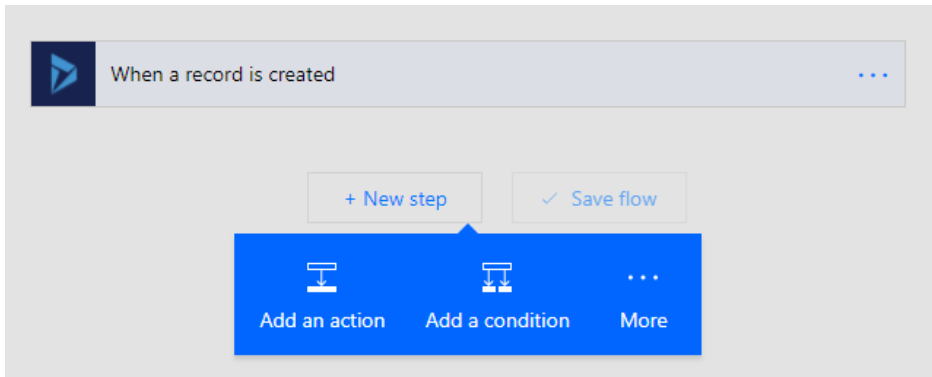 When a record is created
...
+ New step
✓ Save flow
...
Add an action
Add a condition
More